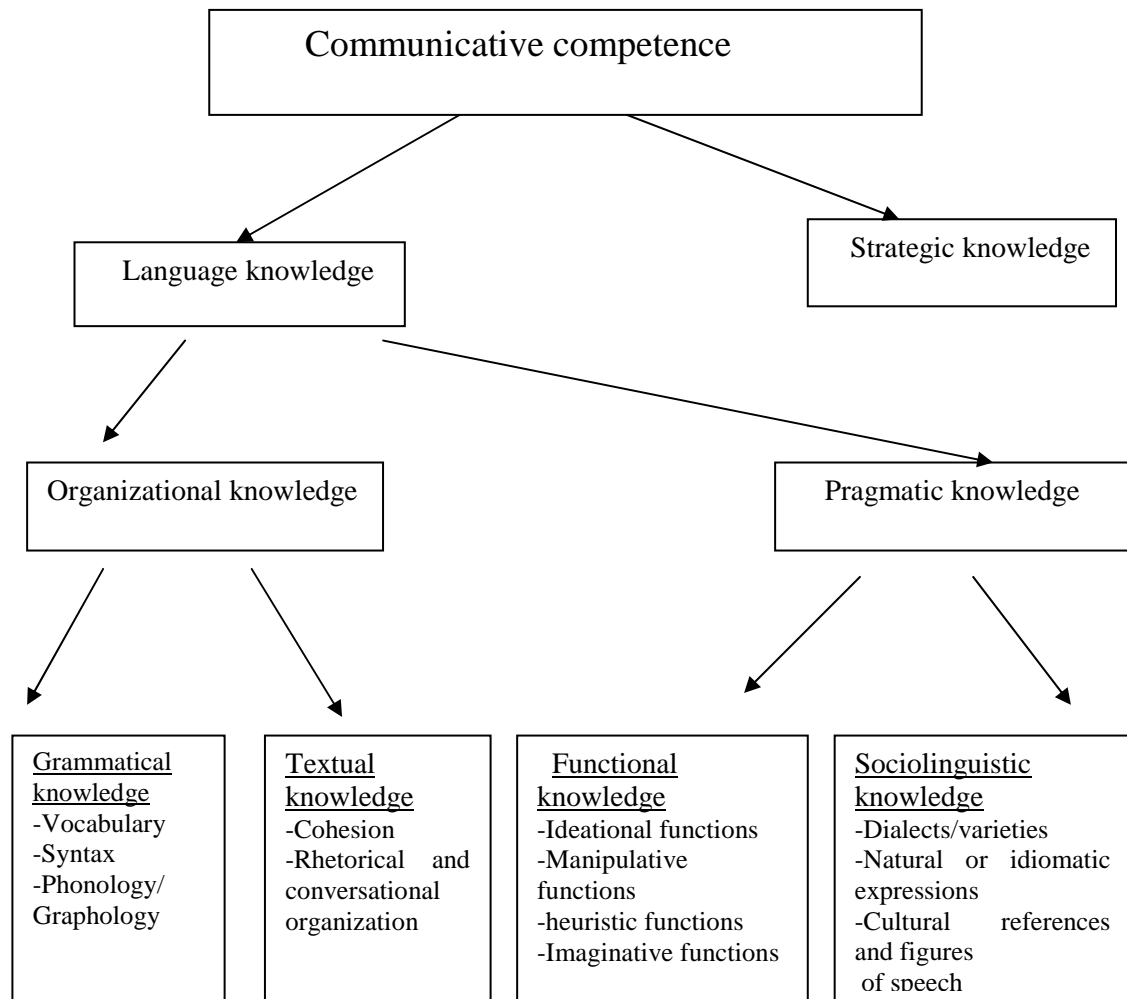 Communicative competence
Language knowledge
Strategic knowledge
Organizational knowledge
Pragmatic knowledge
Grammatical
knowledge
-Vocabulary
-Syntax
-Phonology/
Graphology
Textual
knowledge
-Cohesion
-Rhetorical and
conversational
organization
Functional
knowledge
-Ideational functions
-Manipulative
functions
-heuristic functions
-Imaginative functions
Sociolinguistic
knowledge
-Dialects/varieties
-Natural or idiomatic
expressions
-Cultural references
and figures
of speech